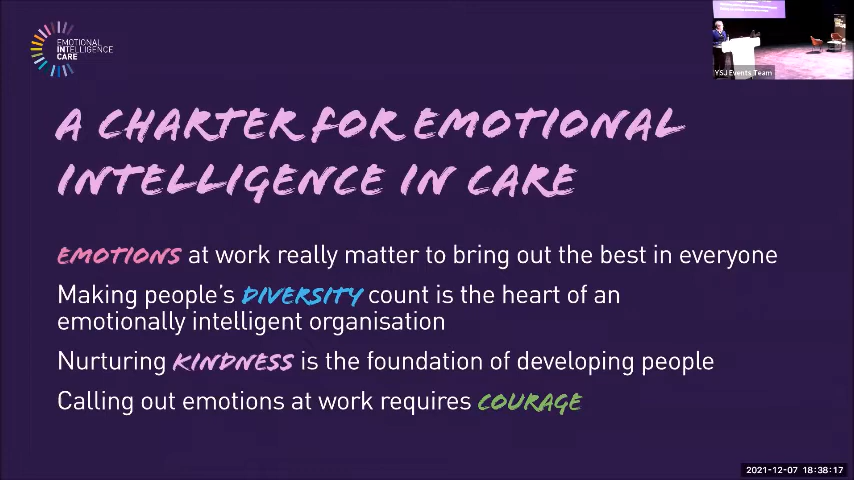 EMOTIONAL
INTELLIGENCE
CARE
YSJ Events Team
A CHARTER FOR EMOTIONAL
INTELLIGENCE IN CARE
EMOTIONS at work really matter to bring out the best in everyone
Making people's DIVERSITY count is the heart of an
emotionally intelligent organisation
Nurturing KINDNESS is the foundation of developing people
Calling out emotions at work requires COURAGE
2021-12-07 18:38:17